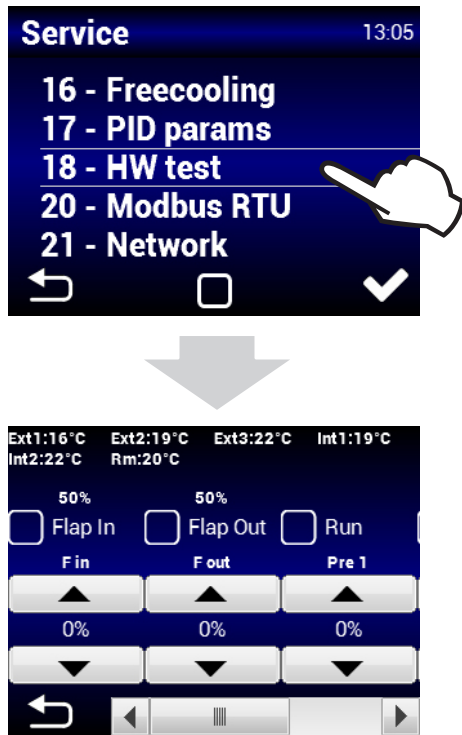 Service 13:05
16 - Freecooling
17 - PID params
18 - HW test
20 - Modbus RTU
21 - Network
Ext1:16°C Ext2:19°C Ext3:22°C Int1:19°C
Int2:22°C Rm:20°C
50% 50%
Flap In Flap Out Run
F in F out Pre 1
0% 0% 0%